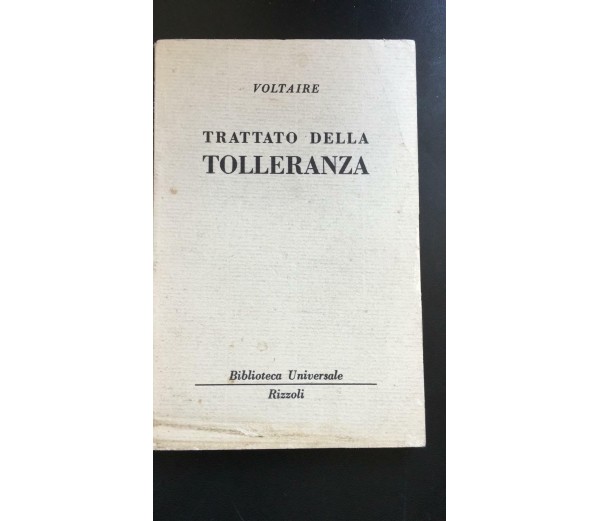 VOLTAIRE
TRATTATO DELLA
TOLLERANZA
Biblioteca Universale
Rizzoli